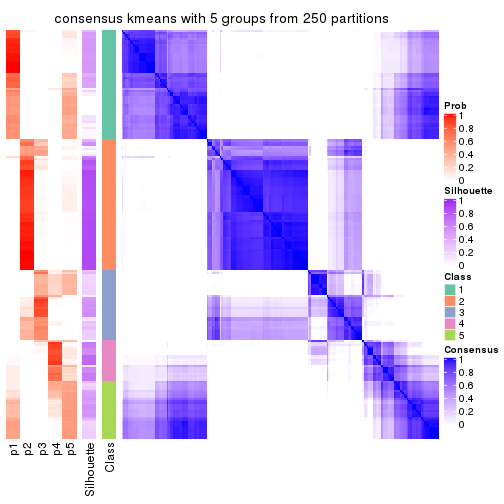 consensus kmeans with 5 groups from 250 partitions
Prob
1
0.8
0.6
0.4
0.2
0
Silhouette
1
0.8
0.6
0.4
0.2
0
Class
1
2
3
4
5
Consensus
1
0.8
0.6
0.4
0.2
0
p1
p2
p3
p4
p5
Silhouette
Class